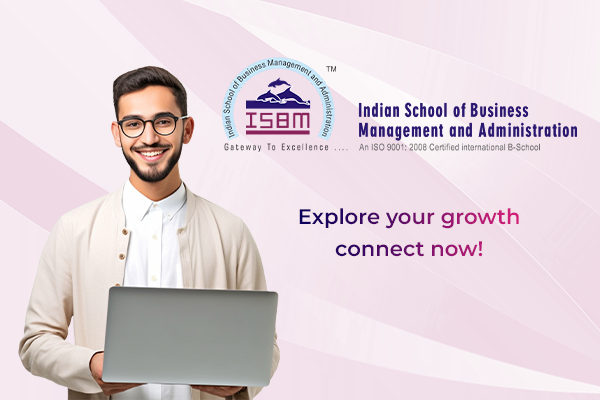 Indian School of Business Management and Administration
TM
ISBM
Gateway To Excellence ....
Indian School of Business
Management and Administration
An ISO 9001: 2008 Certified international B-School
Explore your growth
connect now!